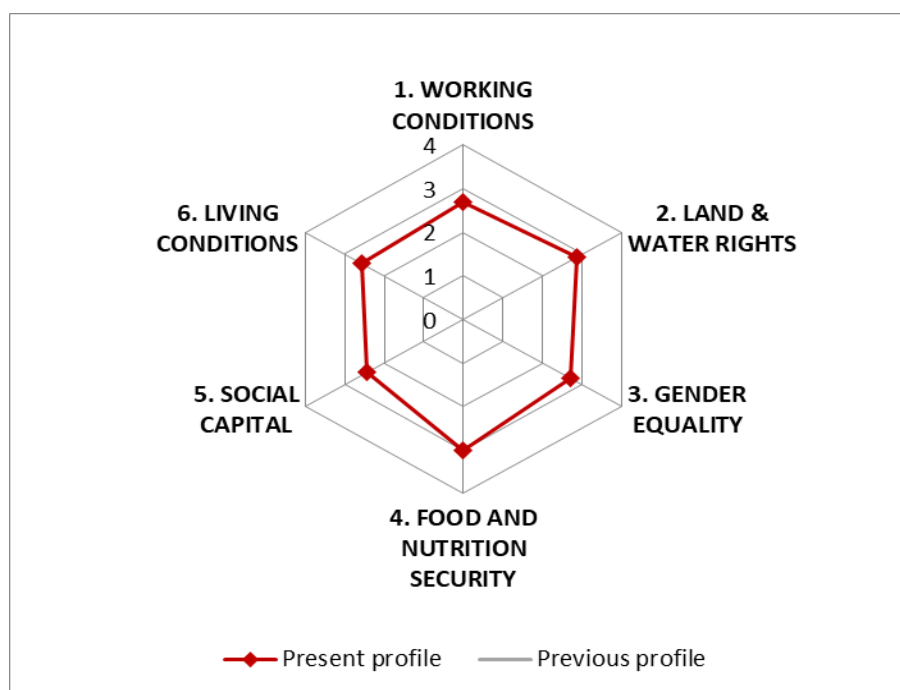 1. WORKING
CONDITIONS
4
3
2
1
0
2. LAND &
WATER RIGHTS
3. GENDER
EQUALITY
4. FOOD AND
NUTRITION
SECURITY
5. SOCIAL
CAPITAL
6. LIVING
CONDITIONS
Present profile
Previous profile